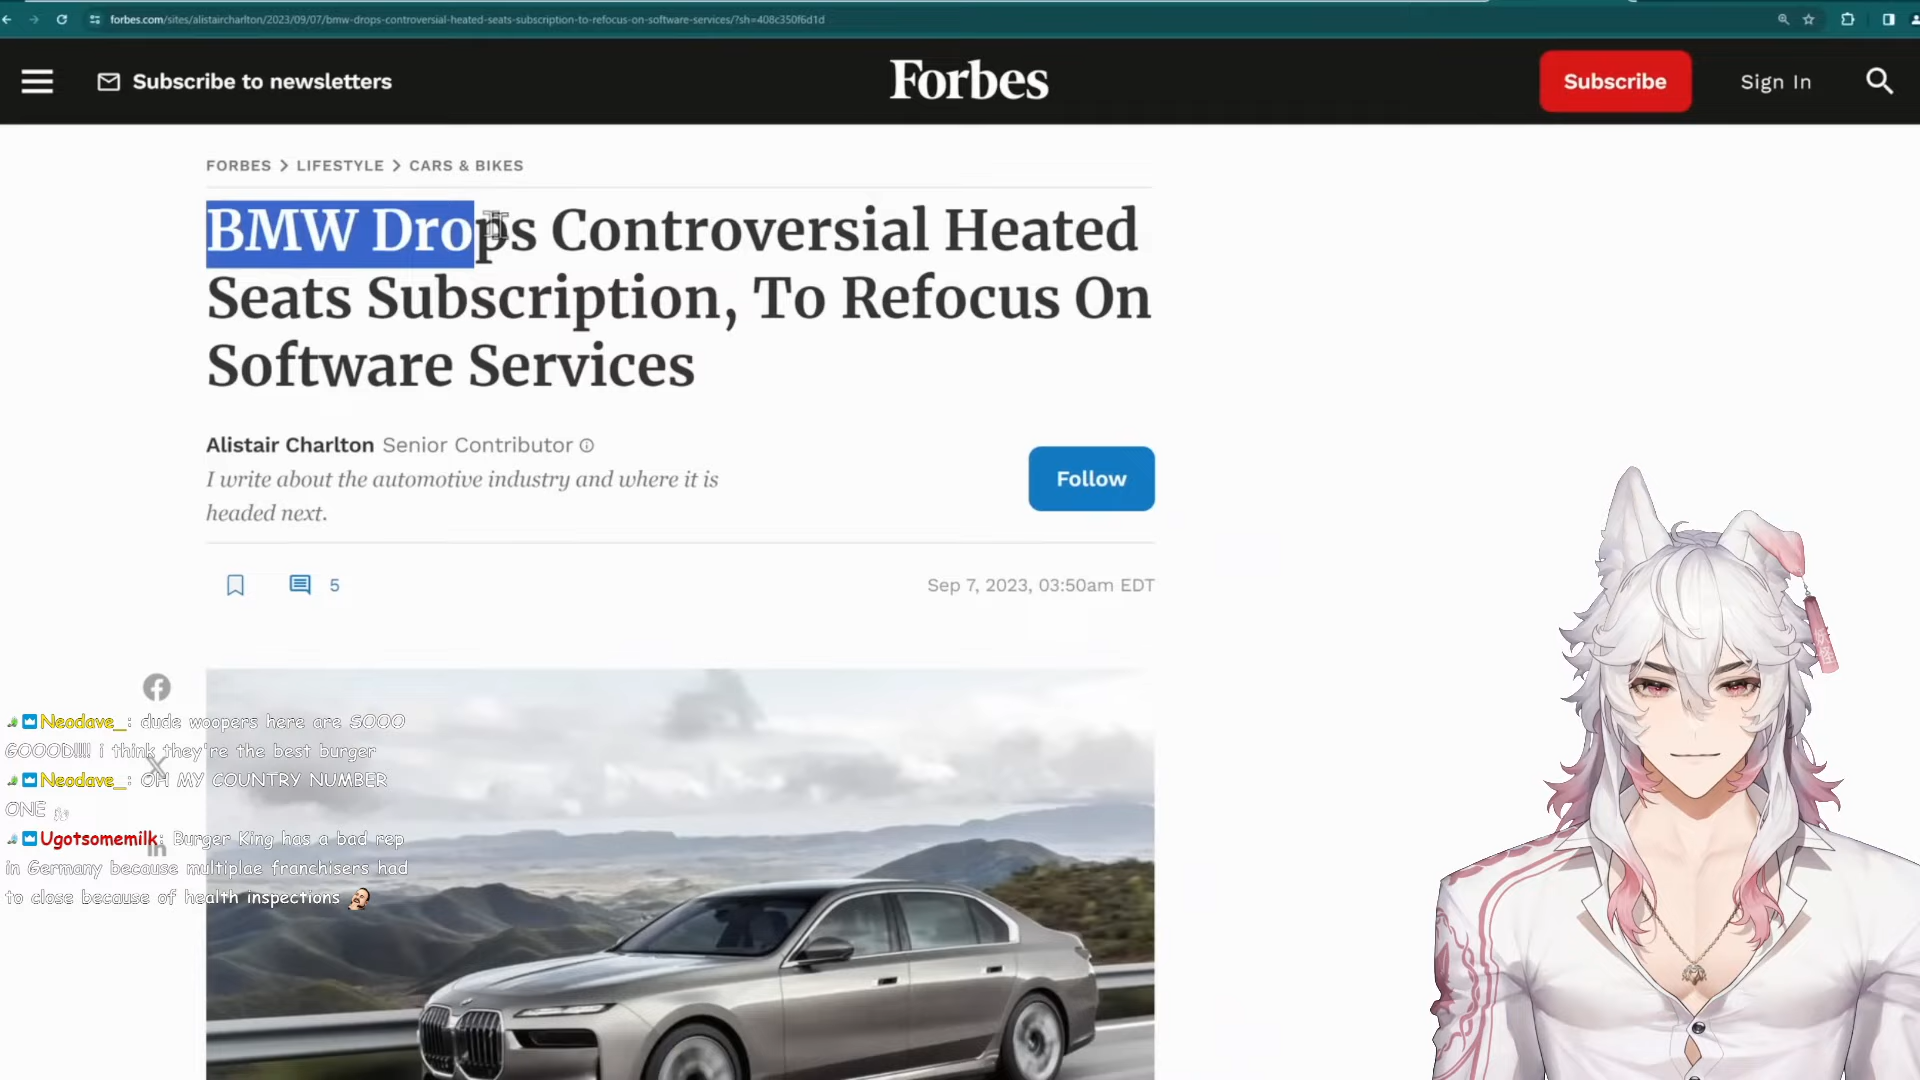 forbes.com/sites/alistaircharlton/2023/09/07/bmw-drops-controversial-heated-seats-subscription-to-refocus-on-software-services/?sh=408c350f6d1d
Subscribe to newsletters
Forbes
Subscribe
Sign In
FORBES > LIFESTYLE > CARS & BIKES
BMW Drops Controversial Heated
Seats Subscription, To Refocus On
Software Services
Alistair Charlton Senior Contributor
I write about the automotive industry and where it is
headed next.
Follow
5
Sep 7, 2023, 03:50am EDT
Neodave_: dude woopers here are SOOO
GOOOD!!!! i think they're the best burger
Neodave_: OH MY COUNTRY NUMBER
ONE
Ugotsomemilk: Burger King has a bad rep
in Germany because multiplae franchisers had
to close because of health inspections